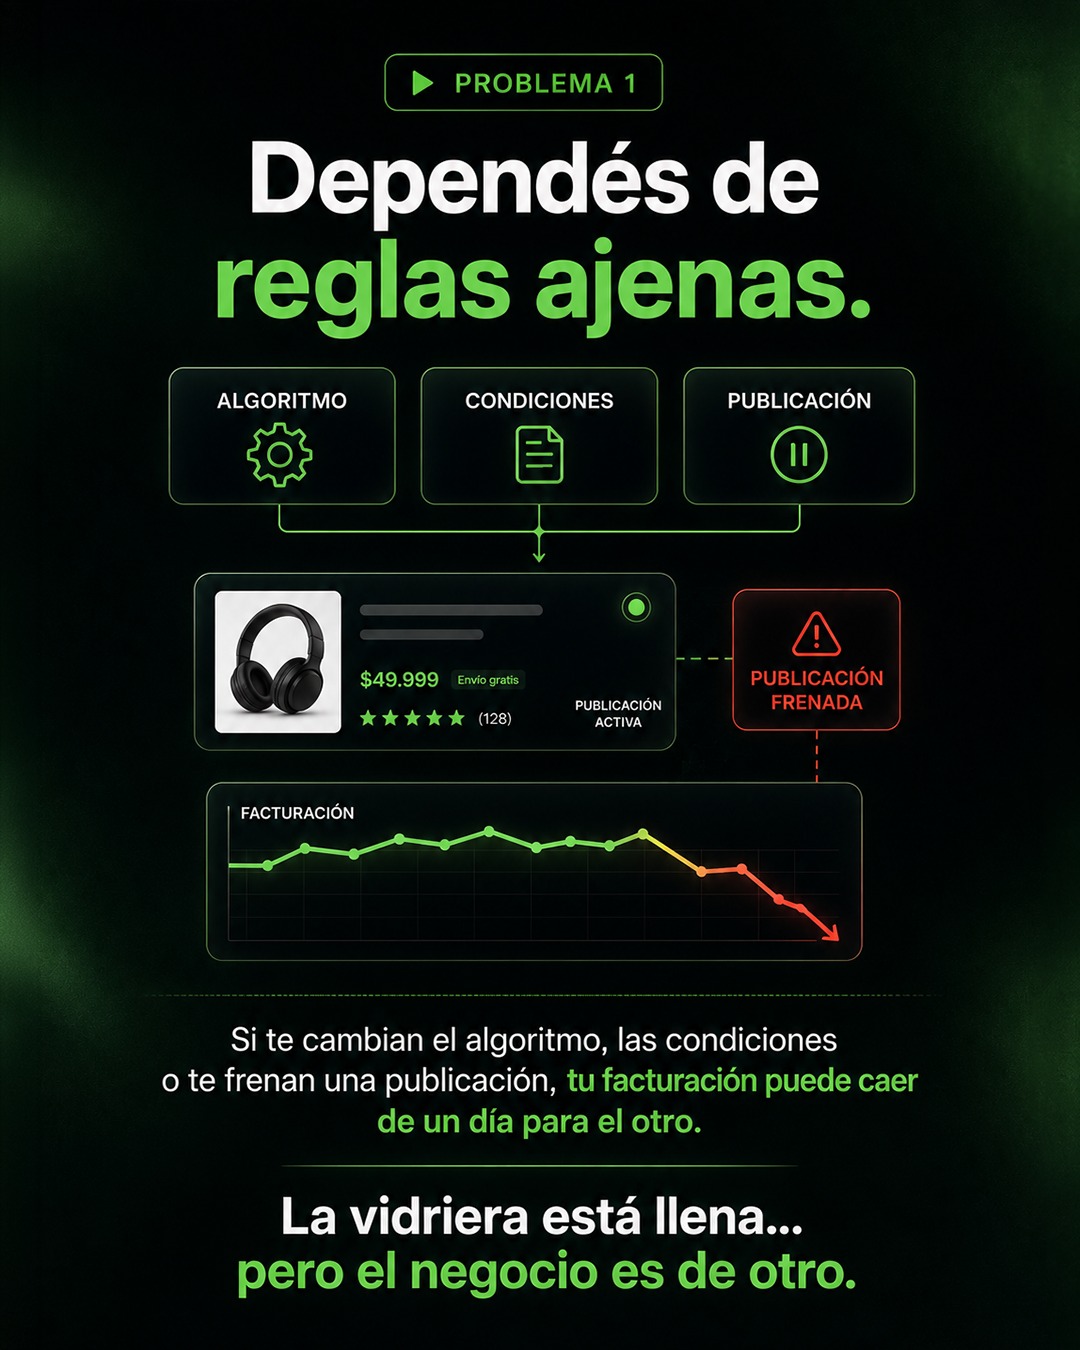 PROBLEMA 1
Dependés de
reglas ajenas.
ALGORITMO
CONDICIONES
PUBLICACIÓN
$49.999
Envío gratis
(128)
PUBLICACIÓN
ACTIVA
PUBLICACIÓN
FRENADA
FACTURACIÓN
Si te cambian el algoritmo, las condiciones
o te frenan una publicación, tu facturación puede caer
de un día para el otro.
La vidriera está llena...
pero el negocio es de otro.